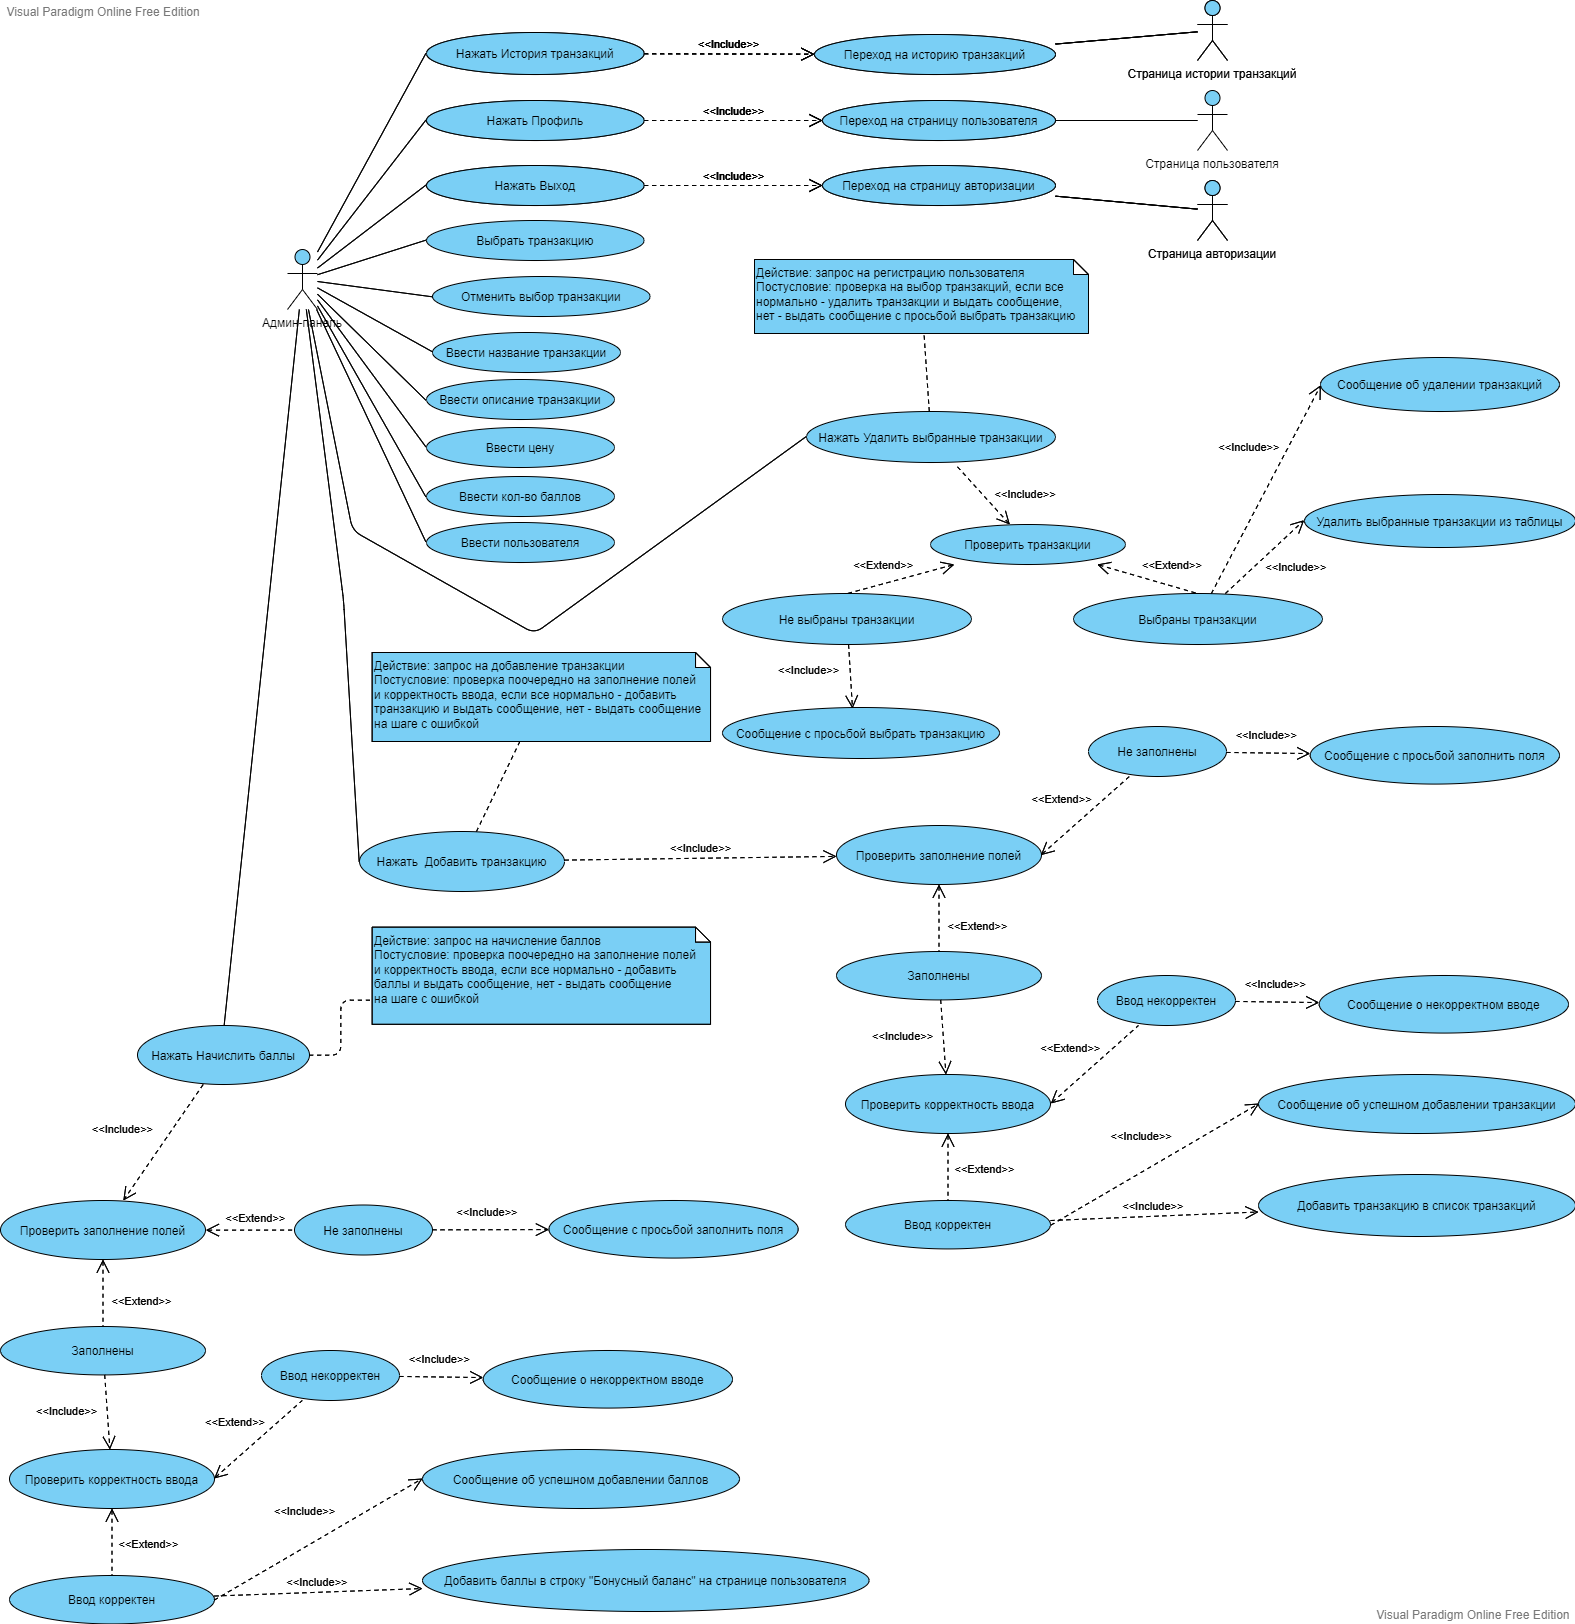 Visual Paradigm Online Free Edition
Нажать История транзакций
<<Include>>
Переход на историю транзакций
Страница истории транзакций
Нажать Профиль
<<Include>>
Переход на страницу пользователя
Страница пользователя
Нажать Выход
<<Include>>
Переход на страницу авторизации
Страница авторизации
Выбрать транзакцию
Отменить выбор транзакции
Админ-панель
Ввести название транзакции
Ввести описание транзакции
Ввести цену
Ввести кол-во баллов
Ввести пользователя
Действие: запрос на регистрацию пользователя
Постусловие: проверка на выбор транзакций, если все
нормально - удалить транзакции и выдать сообщение,
нет - выдать сообщение с просьбой выбрать транзакцию
Нажать Удалить выбранные транзакции
<<Include>>
Проверить транзакции
Сообщение об удалении транзакций
<<Include>>
Удалить выбранные транзакции из таблицы
<<Include>>
<<Extend>>
<<Extend>>
Не выбраны транзакции
Выбраны транзакции
<<Include>>
Сообщение с просьбой выбрать транзакцию
Действие: запрос на добавление транзакции
Постусловие: проверка поочередно на заполнение полей
и корректность ввода, если все нормально - добавить
транзакцию и выдать сообщение, нет - выдать сообщение
на шаге с ошибкой
Не заполнены
<<Include>>
Сообщение с просьбой заполнить поля
<<Extend>>
Нажать  Добавить транзакцию
<<Include>>
Проверить заполнение полей
<<Extend>>
Заполнены
Действие: запрос на начисление баллов
Постусловие: проверка поочередно на заполнение полей
и корректность ввода, если все нормально - добавить
баллы и выдать сообщение, нет - выдать сообщение
на шаге с ошибкой
Ввод некорректен
<<Include>>
Сообщение о некорректном вводе
<<Include>>
<<Extend>>
Нажать Начислить баллы
Проверить корректность ввода
Сообщение об успешном добавлении транзакции
<<Include>>
<<Include>>
<<Extend>>
Ввод корректен
<<Include>>
Добавить транзакцию в список транзакций
Проверить заполнение полей
<<Extend>>
Не заполнены
<<Include>>
Сообщение с просьбой заполнить поля
<<Extend>>
Заполнены
Ввод некорректен
<<Include>>
Сообщение о некорректном вводе
<<Include>>
<<Extend>>
Проверить корректность ввода
Сообщение об успешном добавлении баллов
<<Include>>
<<Extend>>
Ввод корректен
<<Include>>
Добавить баллы в строку "Бонусный баланс" на странице пользователя
Visual Paradigm Online Free Edition